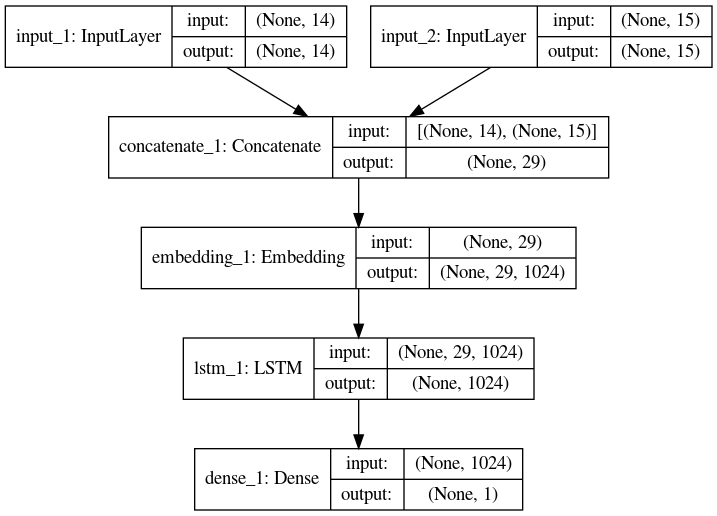 input_1: InputLayer
input: (None, 14)
output: (None, 14)
input_2: InputLayer
input: (None, 15)
output: (None, 15)
concatenate_1: Concatenate
input: [(None, 14), (None, 15)]
output: (None, 29)
embedding_1: Embedding
input: (None, 29)
output: (None, 29, 1024)
lstm_1: LSTM
input: (None, 29, 1024)
output: (None, 1024)
dense_1: Dense
input: (None, 1024)
output: (None, 1)